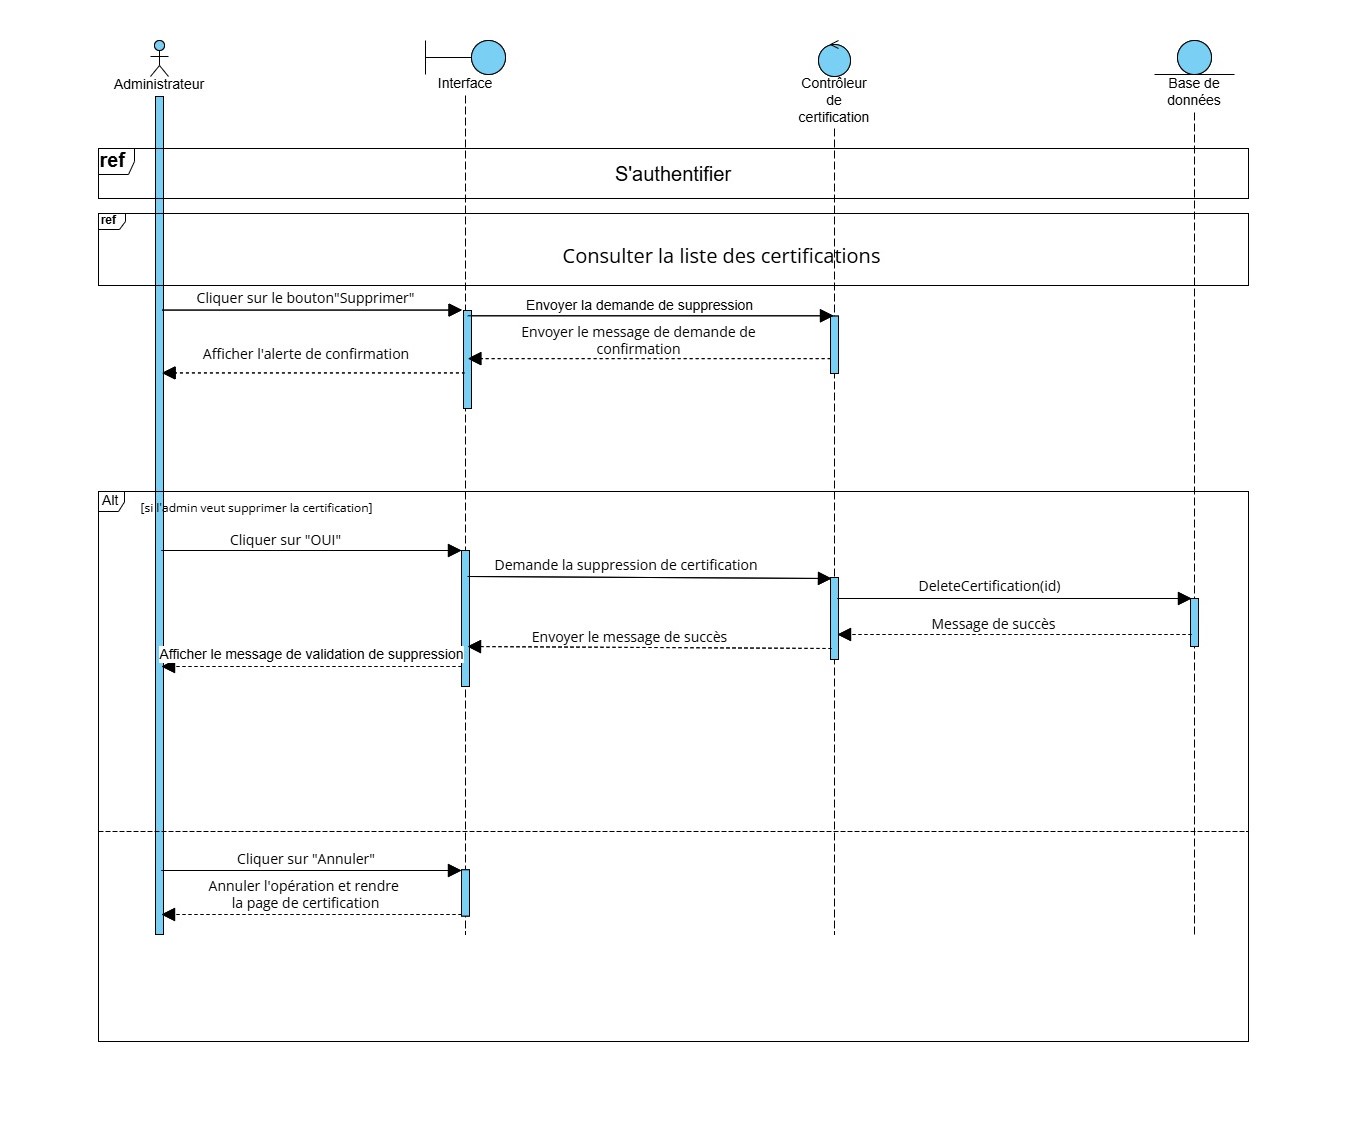 Administrateur
Interface
Contrôleur
de
certification
Base de
données
ref
S'authentifier
ref
Consulter la liste des certifications
Cliquer sur le bouton"Supprimer"
Envoyer la demande de suppression
Envoyer le message de demande de
confirmation
Afficher l'alerte de confirmation
Alt
[si l'admin veut supprimer la certification]
Cliquer sur "OUI"
Demande la suppression de certification
DeleteCertification(id)
Message de succès
Envoyer le message de succès
Afficher le message de validation de suppression
Cliquer sur "Annuler"
Annuler l'opération et rendre
la page de certification